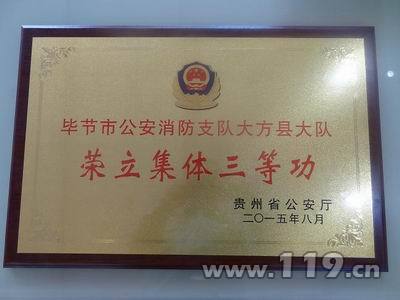 毕节市公安消防支队大方县大队
荣立集体三等功
贵州省公安厅
二〇一五年八月
www.119.cn